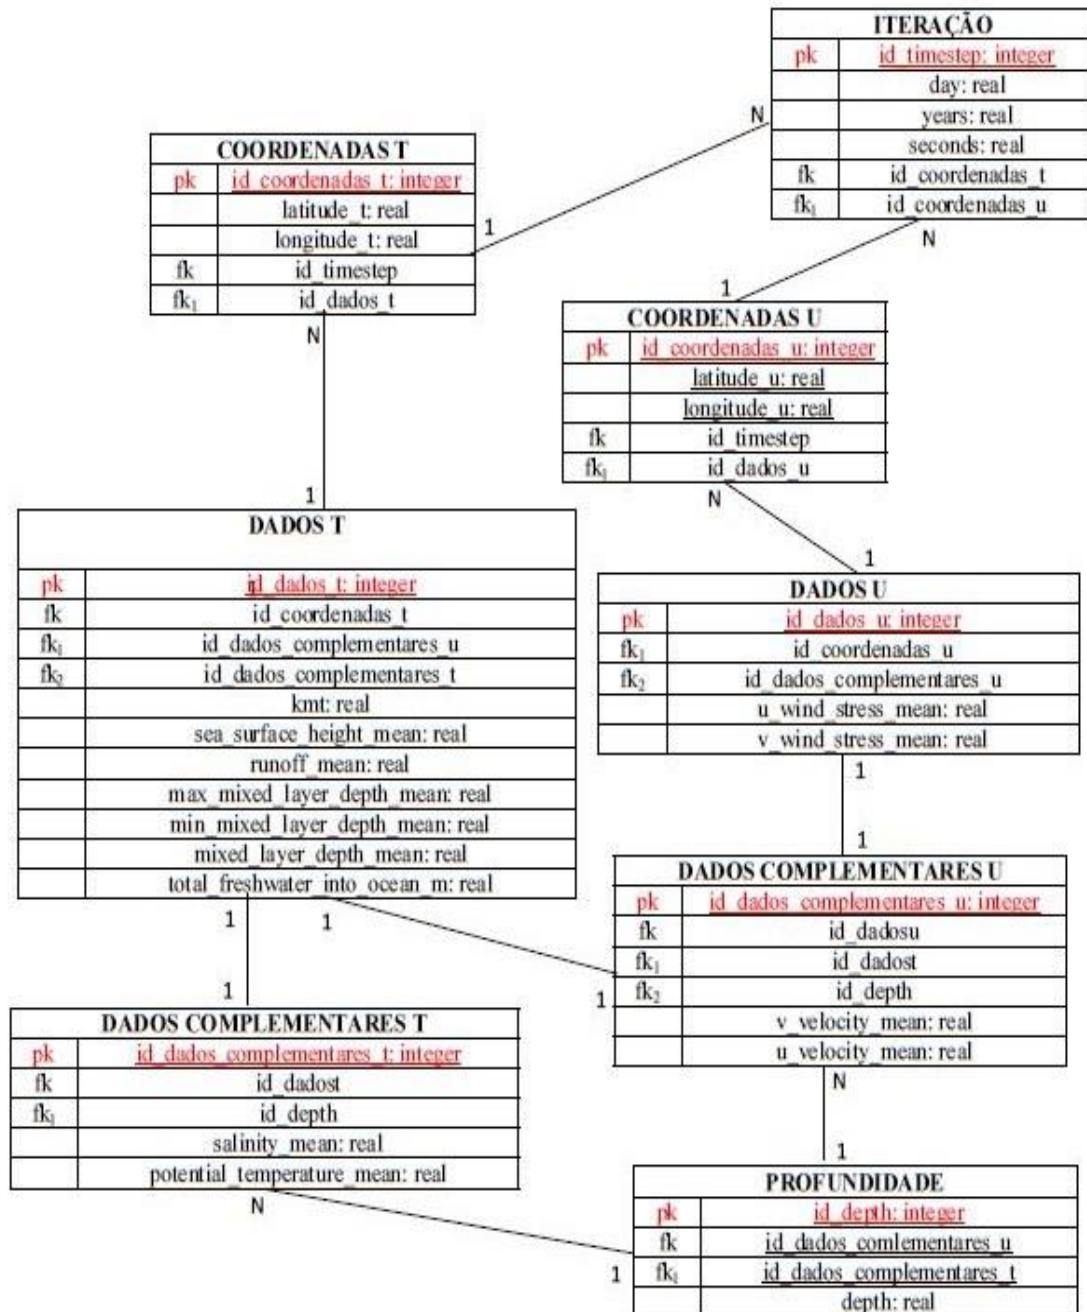 ITERAÇÃO
pk id_timestep: integer
day: real
years: real
seconds: real
fk id_coordenadas_t
fk1 id_coordenadas_u
N
N
COORDENADAS T
pk id_coordenadas_t: integer
latitude_t: real
longitude_t: real
fk id_timestep
fk1 id_dados_t
1
N
1
COORDENADAS U
pk id_coordenadas_u: integer
latitude_u: real
longitude_u: real
fk id_timestep
fk1 id_dados_u
N
1
1
DADOS T
pk id_dados_t: integer
fk id_coordenadas_t
fk1 id_dados_complementares_u
fk2 id_dados_complementares_t
kmt: real
sea_surface_height_mean: real
runoff_mean: real
max_mixed_layer_depth_mean: real
min_mixed_layer_depth_mean: real
mixed_layer_depth_mean: real
total_freshwater_into_ocean_m: real
1
1
DADOS U
pk id_dados_u: integer
fk1 id_coordenadas_u
fk2 id_dados_complementares_u
u_wind_stress_mean: real
v_wind_stress_mean: real
1
1
DADOS COMPLEMENTARES U
pk id_dados_complementares_u: integer
fk id_dadosu
fk1 id_dadost
fk2 id_depth
v_velocity_mean: real
u_velocity_mean: real
1
N
1
DADOS COMPLEMENTARES T
pk id_dados_complementares_t: integer
fk id_dadost
fk1 id_depth
salinity_mean: real
potential_temperature_mean: real
N
1
PROFUNDIDADE
pk id_depth: integer
fk id_dados_comlementares_u
fk1 id_dados_complementares_t
depth: real
1